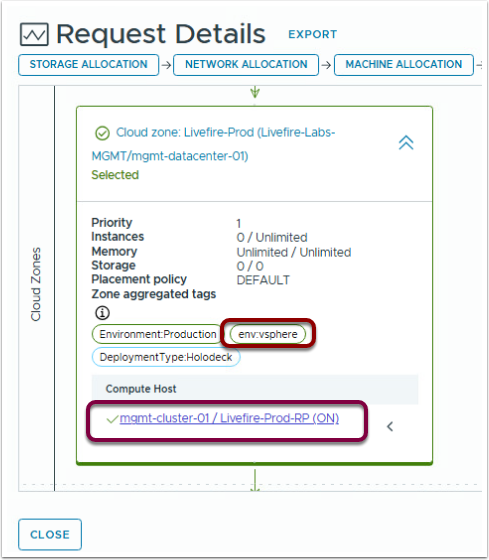 Request Details EXPORT
STORAGE ALLOCATION NETWORK ALLOCATION MACHINE ALLOCATION
Cloud zone: Livefire-Prod (Livefire-Labs-
MGMT/mgmt-datacenter-01)
Selected
Priority 1
Instances 0 / Unlimited
Memory Unlimited / Unlimited
Storage 0 / 0
Placement policy DEFAULT
Zone aggregated tags
Environment:Production env:vsphere
DeploymentType:Holodeck
Compute Host
mgmt-cluster-01 / Livefire-Prod-RP (ON)
Cloud Zones
CLOSE